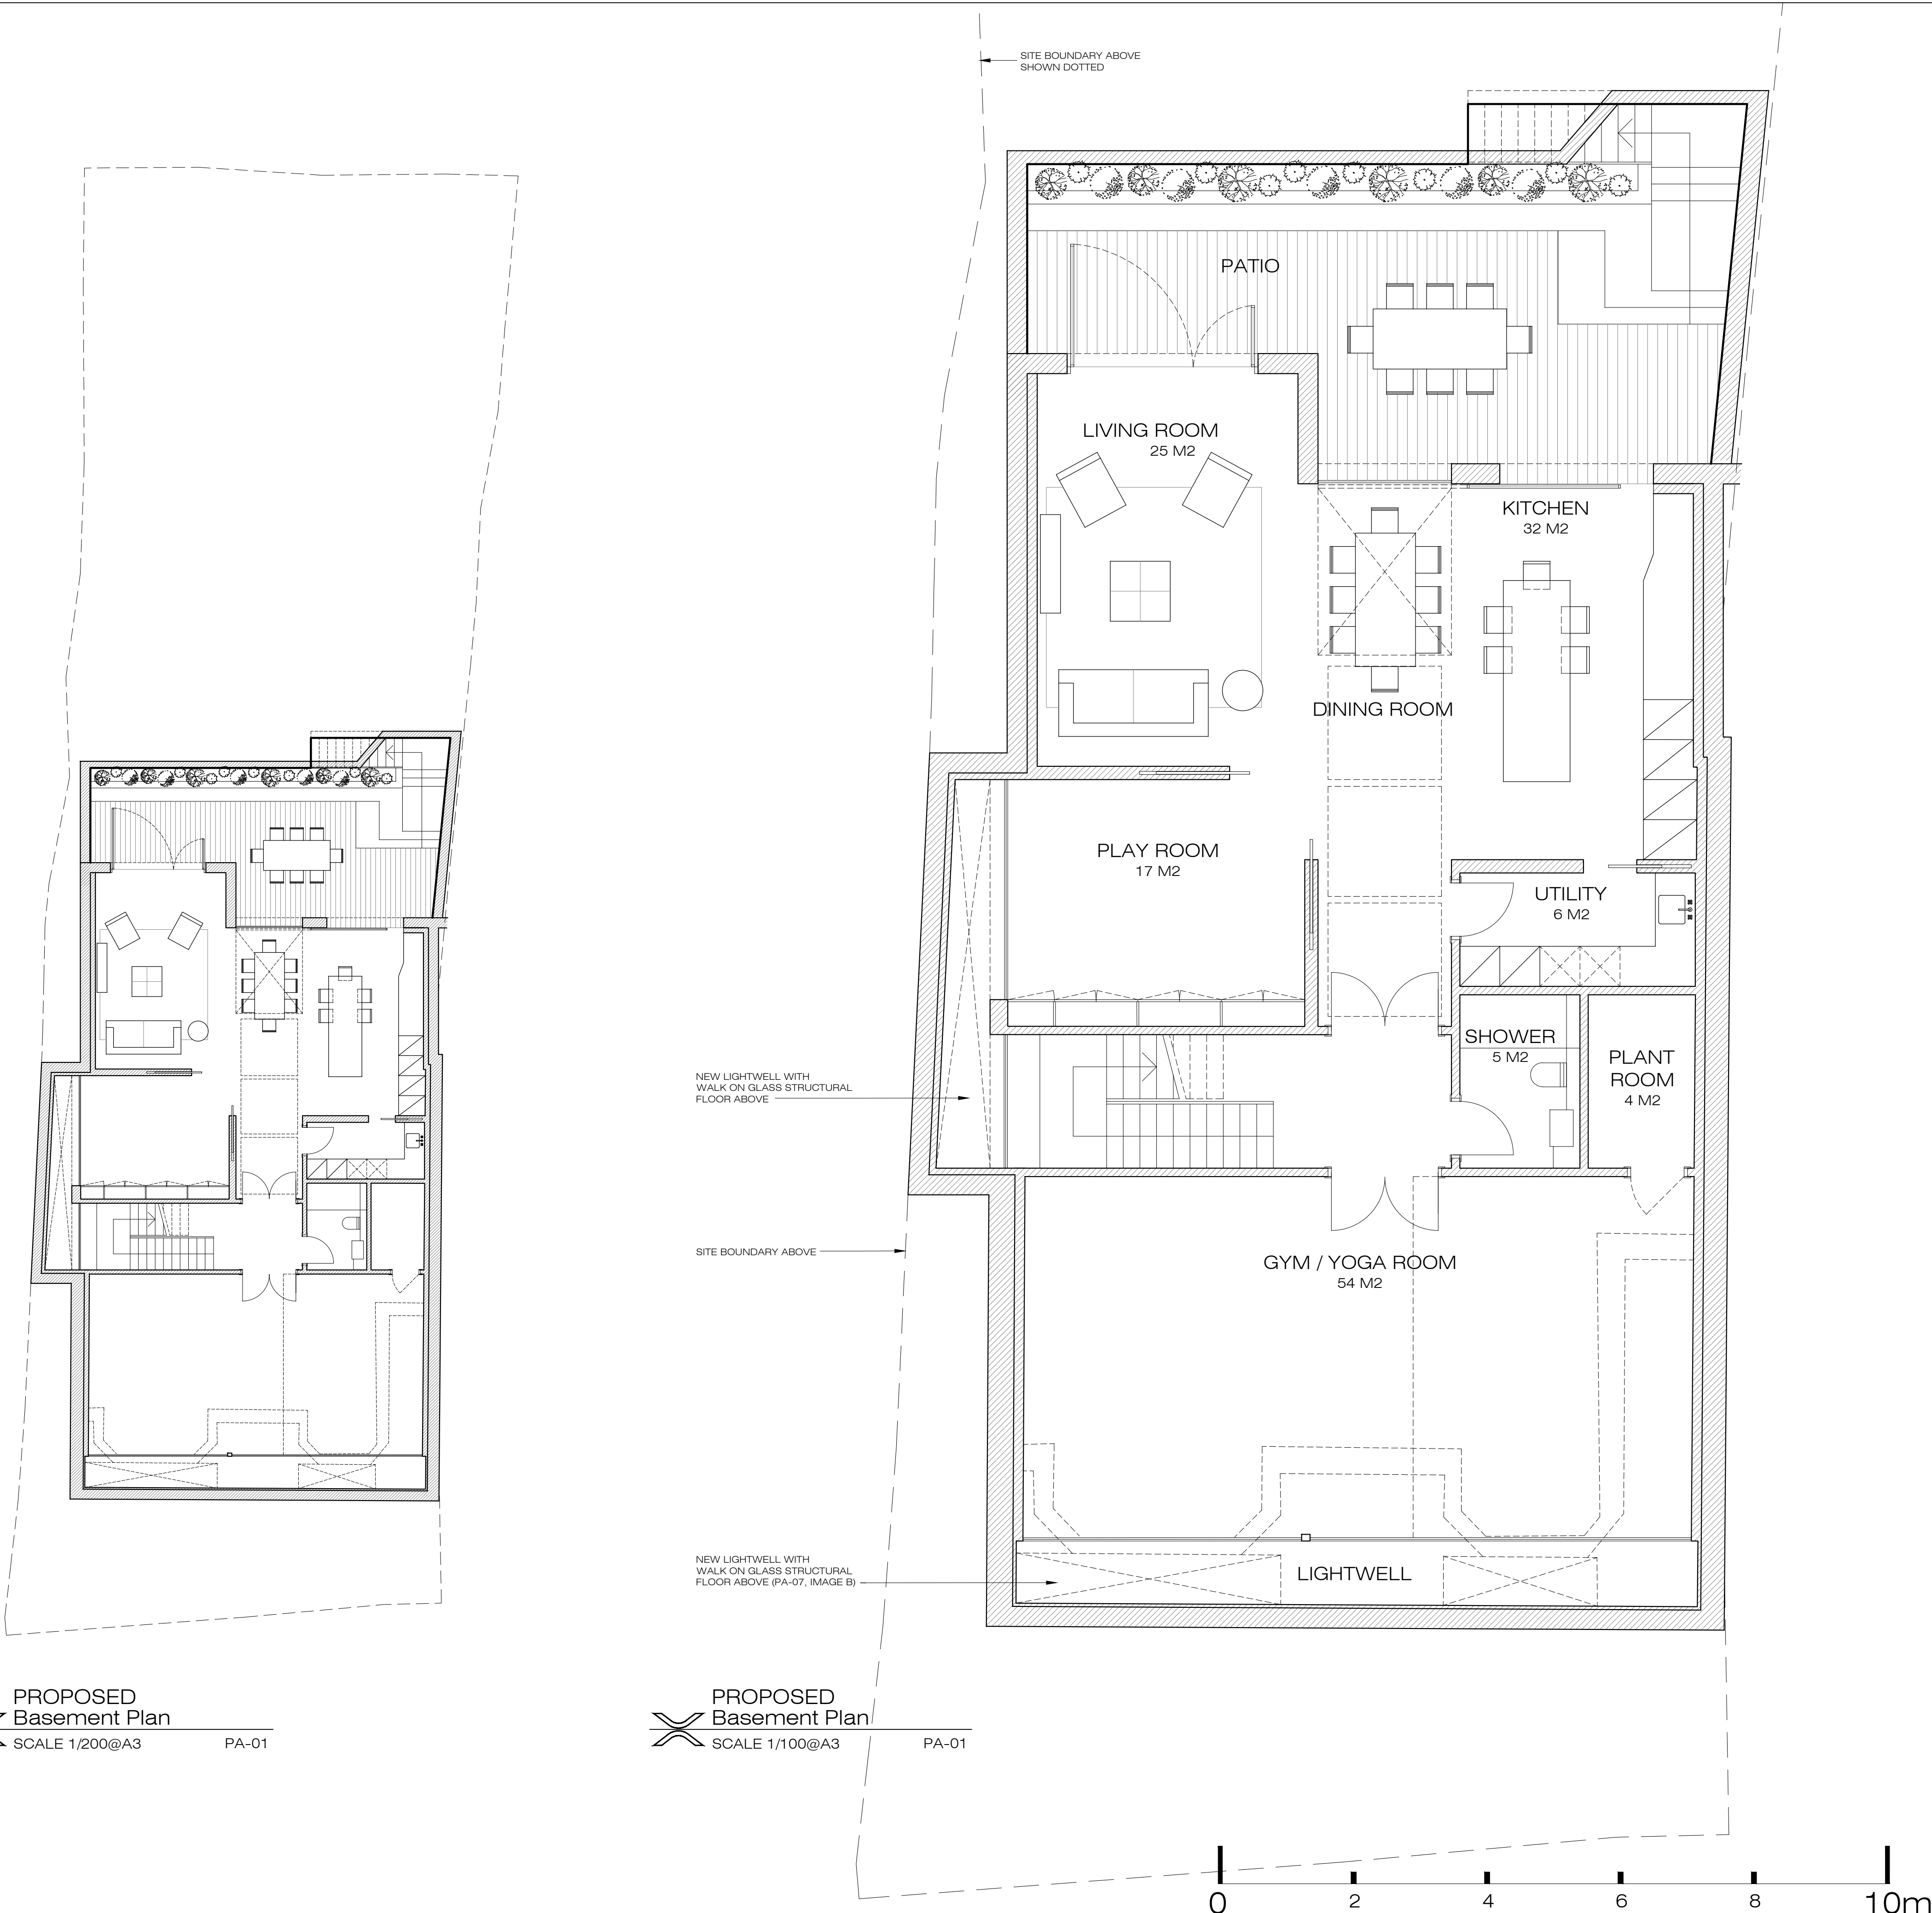 SITE BOUNDARY ABOVE
SHOWN DOTTED
PATIO
LIVING ROOM
25 M2
KITCHEN
32 M2
DINING ROOM
PLAY ROOM
17 M2
UTILITY
6 M2
SHOWER
5 M2
PLANT
ROOM
4 M2
NEW LIGHTWELL WITH
WALK ON GLASS STRUCTURAL
FLOOR ABOVE
SITE BOUNDARY ABOVE
GYM / YOGA ROOM
54 M2
NEW LIGHTWELL WITH
WALK ON GLASS STRUCTURAL
FLOOR ABOVE (PA-07, IMAGE B)
LIGHTWELL
PROPOSED
Basement Plan
SCALE 1/200@A3 PA-01
PROPOSED
Basement Plan
SCALE 1/100@A3 PA-01
0 2 4 6 8 10m